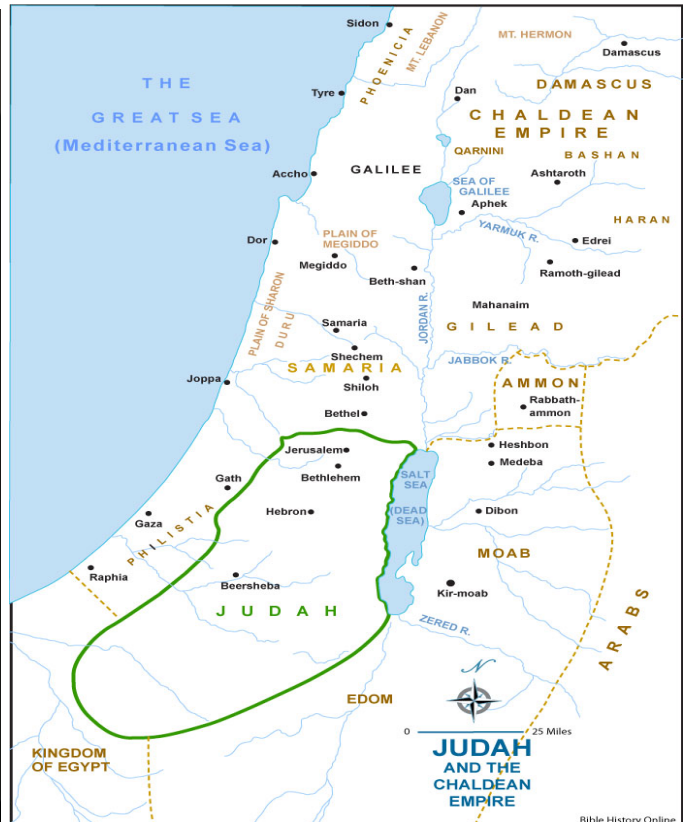 Sidon
PHOENICIA
MT. LEBANON
MT. HERMON
Damascus
THE
GREAT SEA
(Mediterranean Sea)
Tyre
Dan
DAMASCUS
CHALDEAN
EMPIRE
QARNINI
BASHAN
Accho
GALILEE
SEA OF
GALILEE
Ashtaroth
Aphek
HARAN
YARMUK R.
Dor
PLAIN OF
MEGIDDO
Megiddo
Beth-shan
Edrei
Ramoth-gilead
PLAIN OF SHARON
DURU
JORDAN R.
Mahanaim
Samaria
GILEAD
Shechem
SAMARIA
JABBOK R.
Joppa
Shiloh
AMMON
Bethel
Rabbath-
ammon
Jerusalem
Heshbon
Bethlehem
Medeba
SALT
SEA
(DEAD
SEA)
Gath
Hebron
Dibon
Gaza
PHILISTIA
MOAB
Raphia
Beersheba
Kir-moab
JUDAH
ZERED R.
ARABS
EDOM
N
0
25 Miles
KINGDOM
OF EGYPT
JUDAH
AND THE
CHALDEAN
EMPIRE
Bible History Online